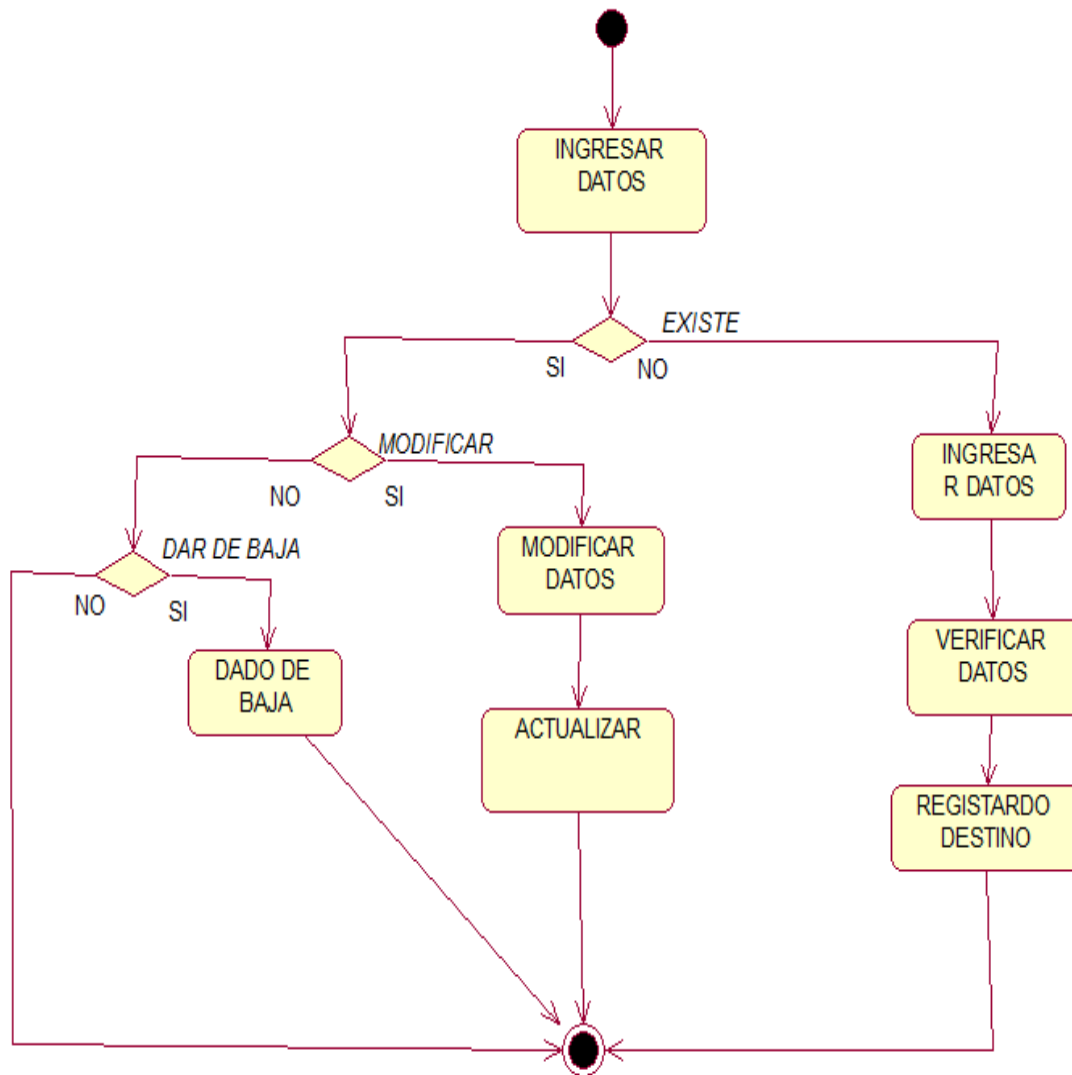 INGRESAR
DATOS
EXISTE
SI
NO
MODIFICAR
NO
SI
INGRESA
R DATOS
DAR DE BAJA
NO
SI
MODIFICAR
DATOS
VERIFICAR
DATOS
DADO DE
BAJA
ACTUALIZAR
REGISTARDO
DESTINO